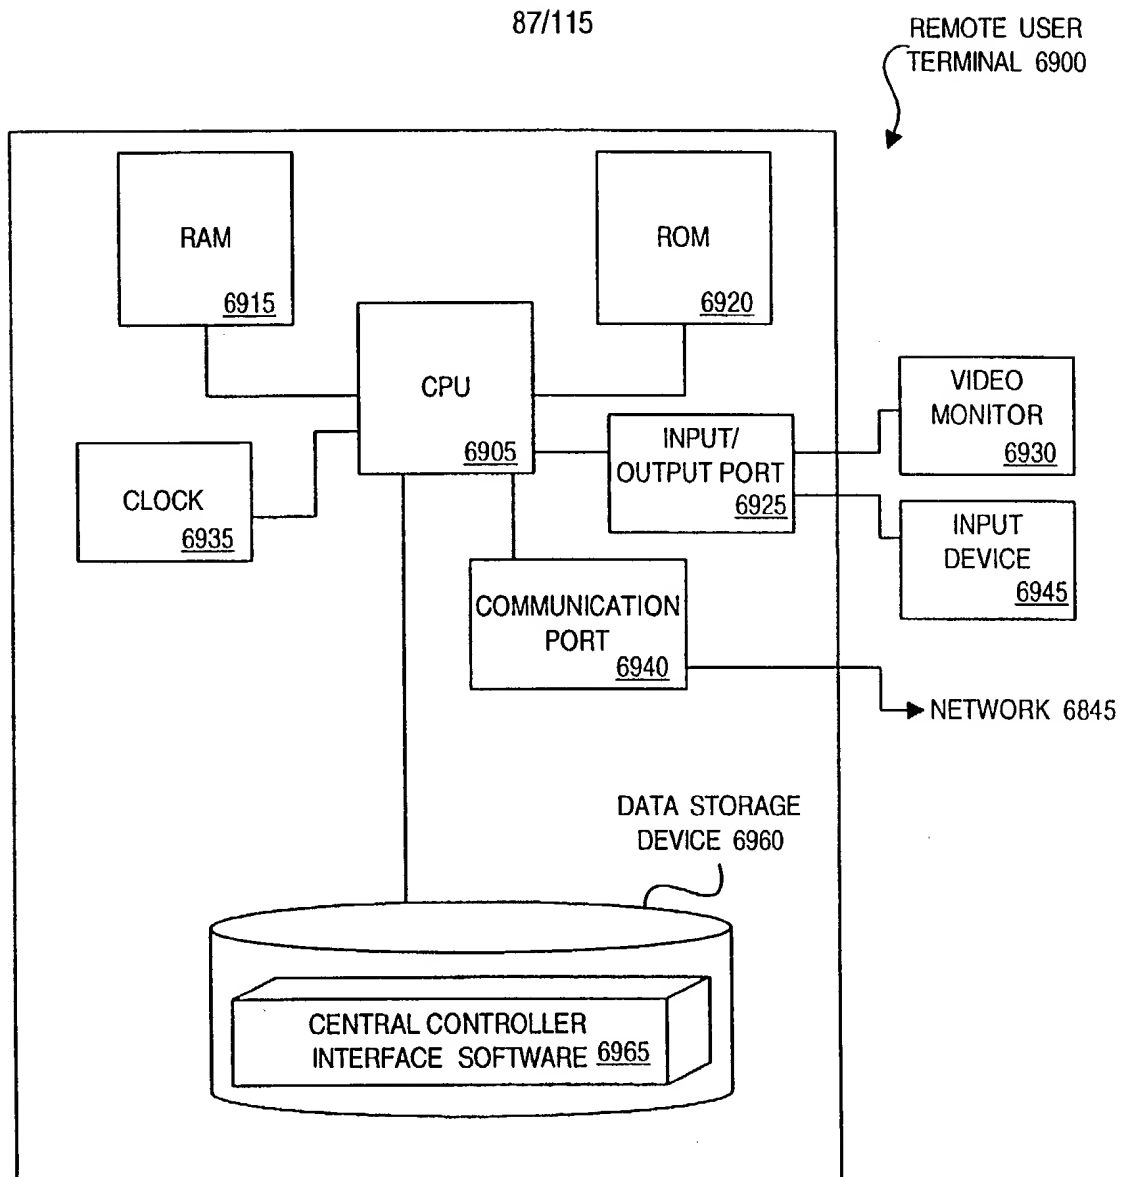 87/115
REMOTE USER
TERMINAL 6900
RAM
6915
ROM
6920
CPU
6905
VIDEO
MONITOR
6930
INPUT/
OUTPUT PORT
6925
CLOCK
6935
INPUT
DEVICE
6945
COMMUNICATION
PORT
6940
NETWORK 6845
DATA STORAGE
DEVICE 6960
CENTRAL CONTROLLER
INTERFACE SOFTWARE 6965